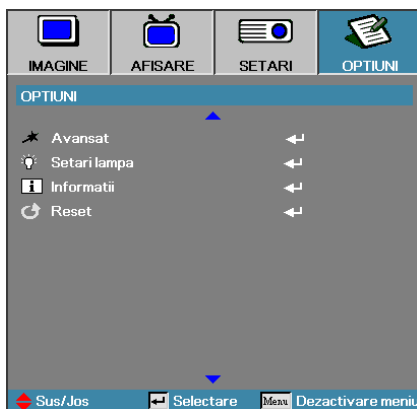 IMAGINE AFISARE SETARI OPTIUNI
OPTIUNI
Avansat
Setari lampa
i Informatii
Reset
Sus/Jos Selectare Menu Dezactivare meniu